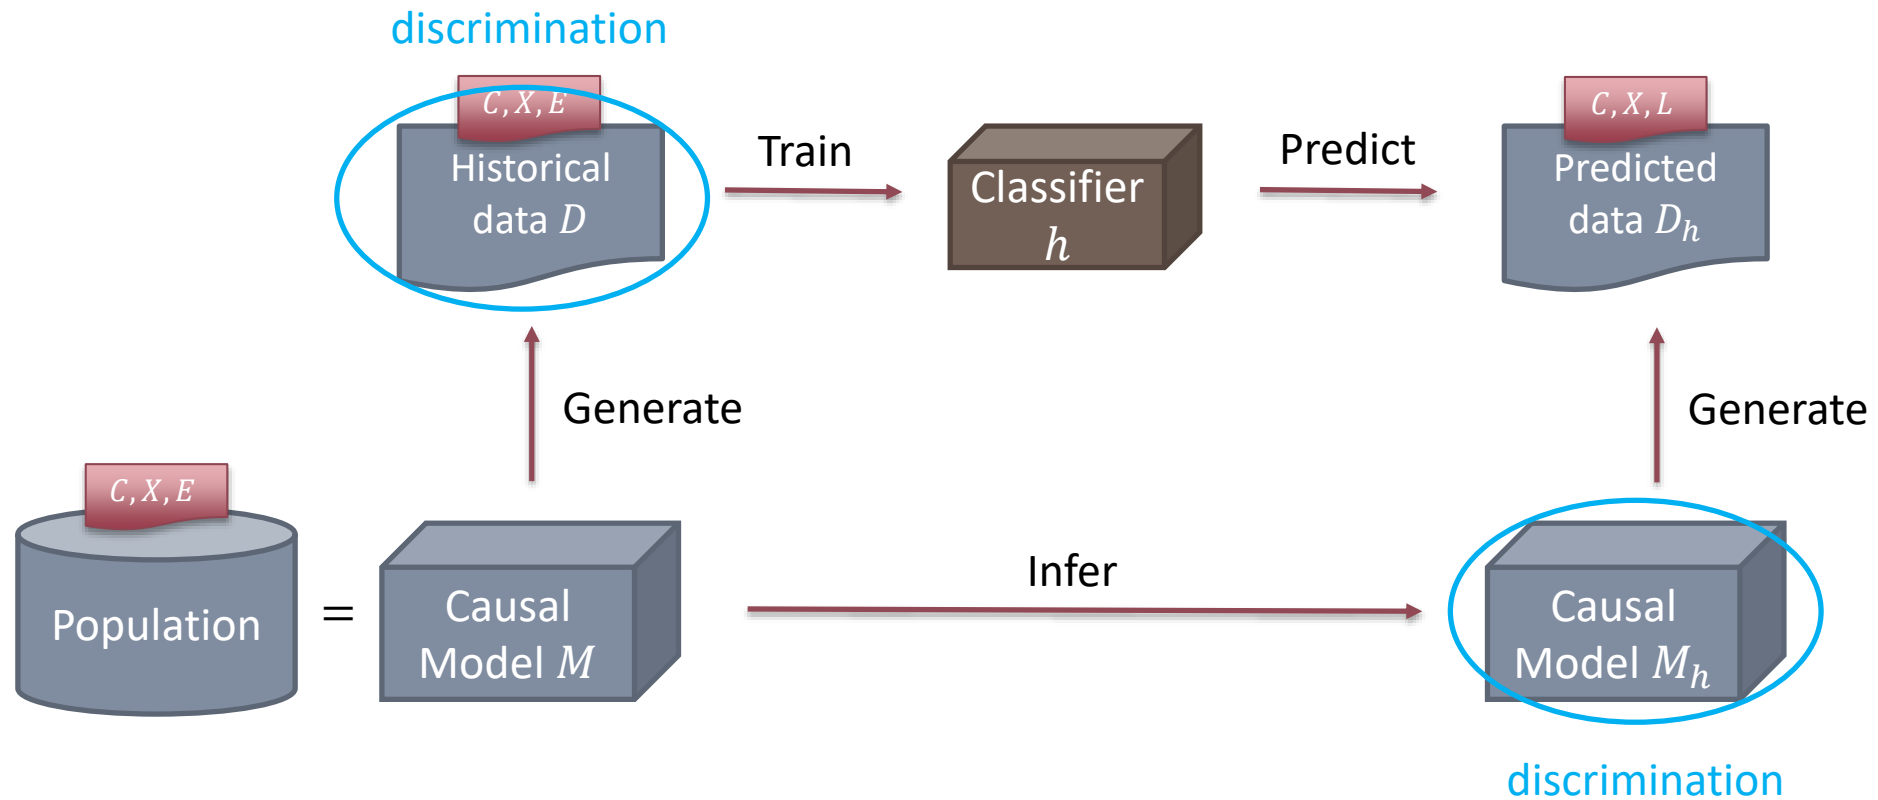 discrimination
C, X, E
Historical
data D
Train
Classifier
h
Predict
C, X, L
Predicted
data D_h
Generate
Generate
C, X, E
Population
=
Causal
Model M
Infer
Causal
Model M_h
discrimination